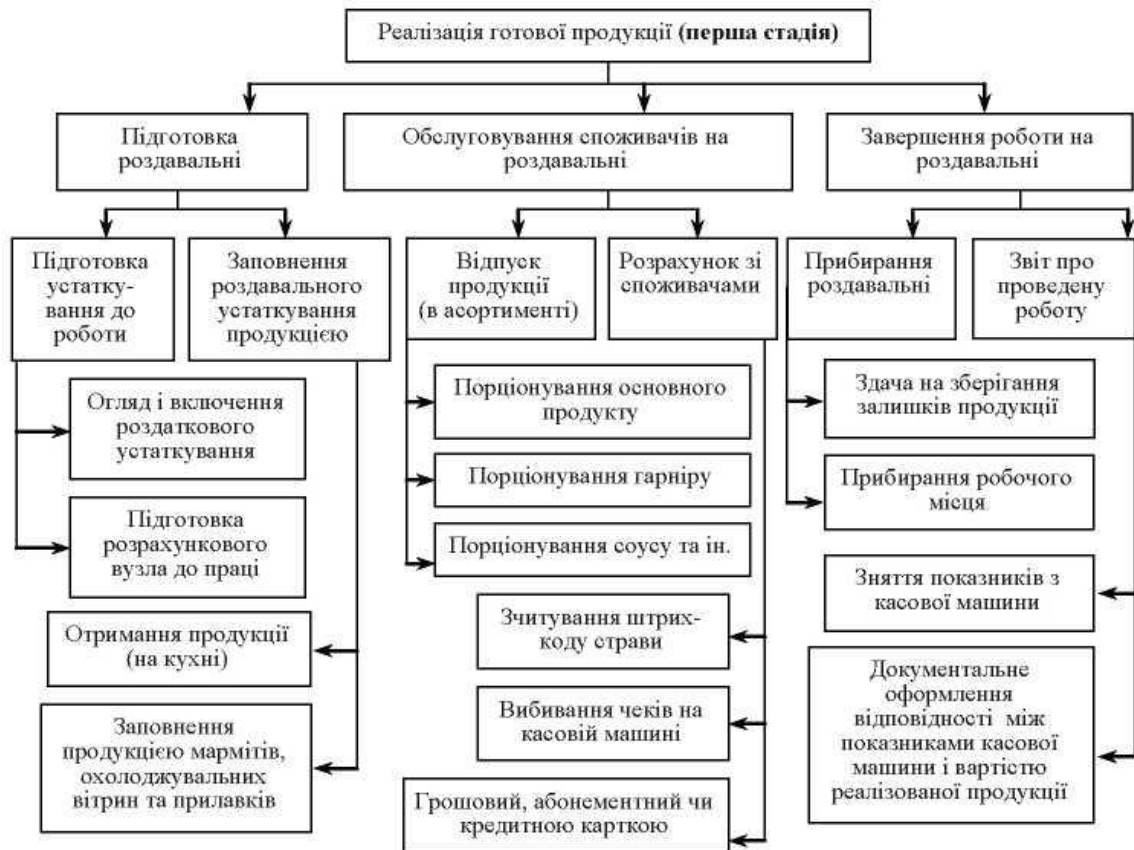 Реалізація готової продукції (перша стадія)
Підготовка
роздавальні
Обслуговування споживачів на
роздавальні
Завершення роботи на
роздавальні
Підготовка
устатку-
вання до
роботи
Заповнення
роздавального
устаткування
продукцією
Відпуск
продукції
(в асортименті)
Розрахунок зі
споживачами
Прибирання
роздавальні
Звіт про
проведену
роботу
Огляд і включення
роздаткового
устаткування
Підготовка
розрахункового
вузла до праці
Отримання продукції
(на кухні)
Заповнення
продукцією мармітів,
охолоджувальних
вітрин та прилавків
Порціонування основного
продукту
Порціонування гарніру
Порціонування соусу та ін.
Зчитування штрих-
коду страви
Вибивання чеків на
касовій машині
Грошовий, абонементний чи
кредитною карткою
Здача на зберігання
залишків продукції
Прибирання робочого
місця
Зняття показників з
касової машини
Документальне
оформлення
відповідності між
показниками касової
машини і вартістю
реалізованої продукції